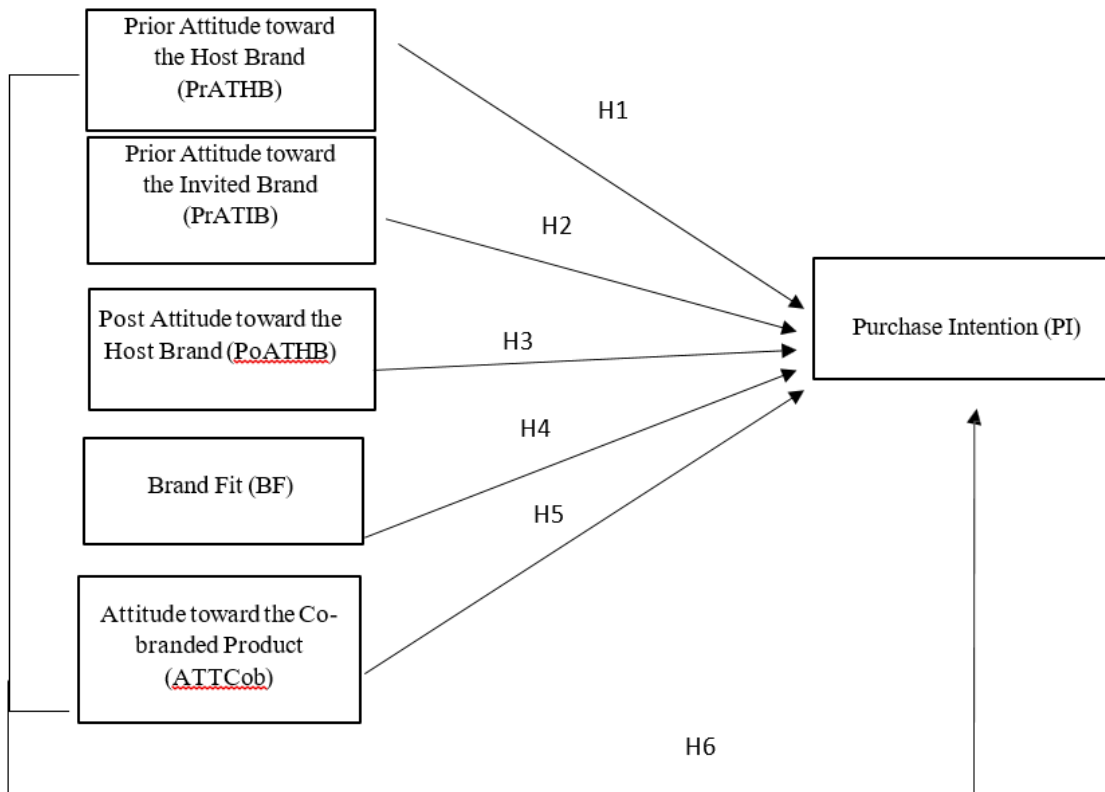 Prior Attitude toward
the Host Brand
(PrATHB)
H1
Prior Attitude toward
the Invited Brand
(PrATIB)
H2
Post Attitude toward the
Host Brand (PoATHB)
H3
Purchase Intention (PI)
Brand Fit (BF)
H4
H5
Attitude toward the Co-
branded Product
(ATTCob)
H6